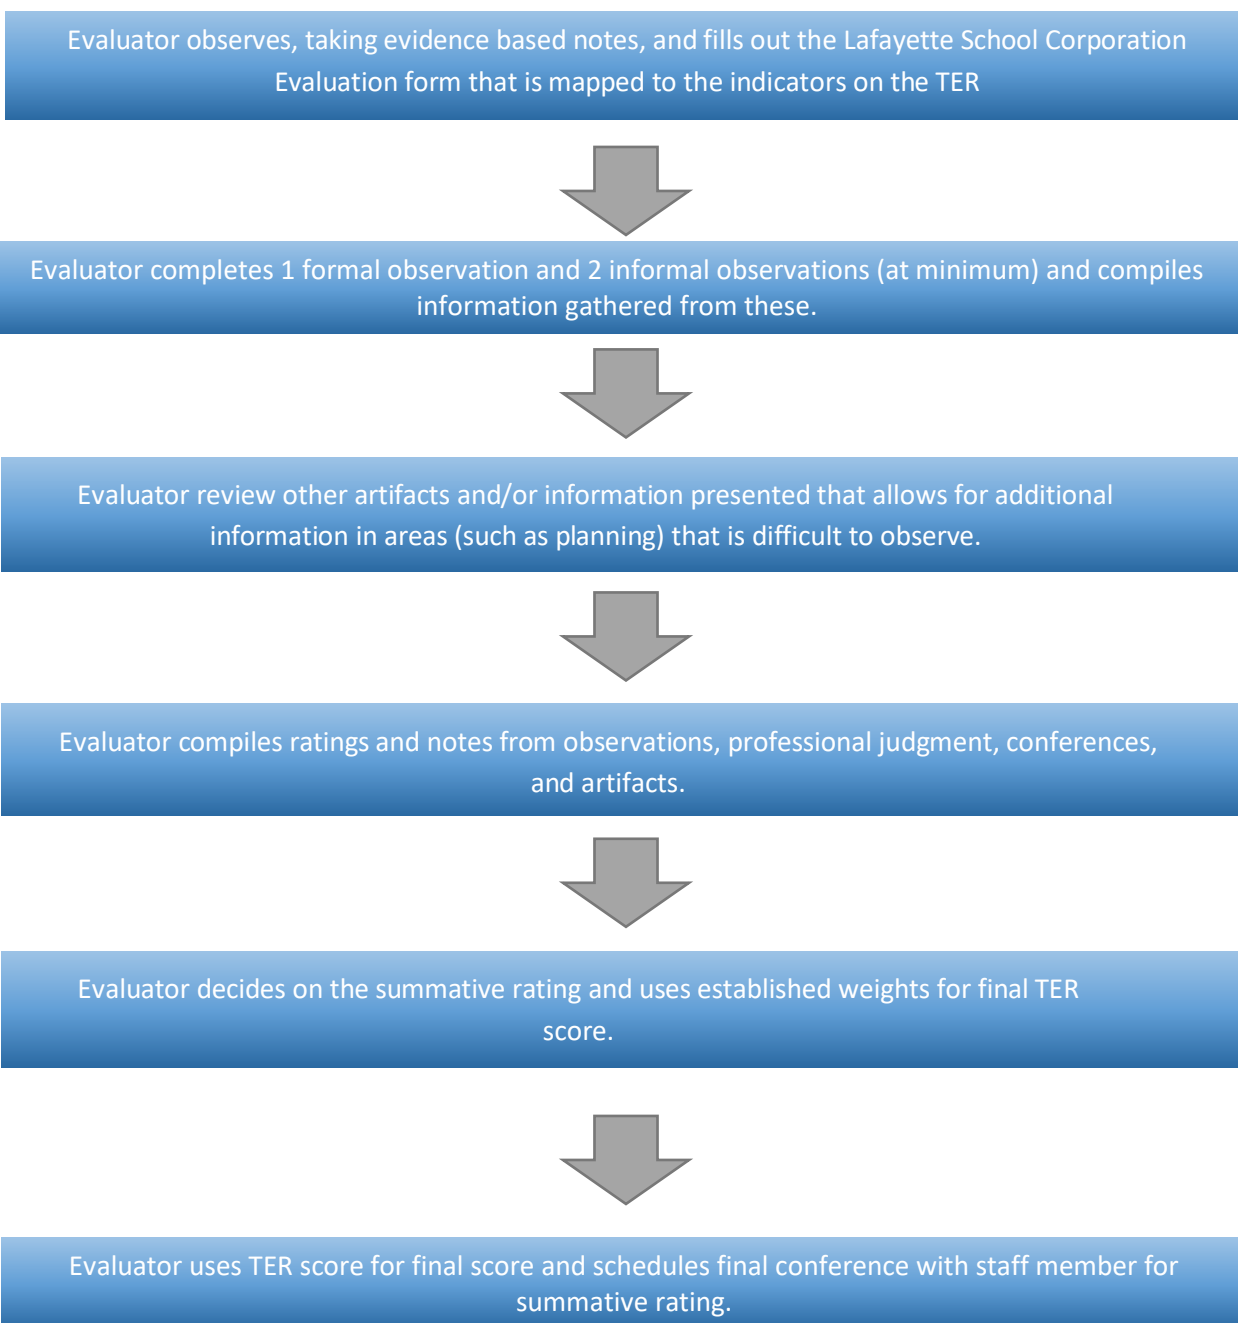 Evaluator observes, taking evidence based notes, and fills out the Lafayette School Corporation
Evaluation form that is mapped to the indicators on the TER
Evaluator completes 1 formal observation and 2 informal observations (at minimum) and compiles
information gathered from these.
Evaluator review other artifacts and/or information presented that allows for additional
information in areas (such as planning) that is difficult to observe.
Evaluator compiles ratings and notes from observations, professional judgment, conferences,
and artifacts.
Evaluator decides on the summative rating and uses established weights for final TER
score.
Evaluator uses TER score for final score and schedules final conference with staff member for
summative rating.